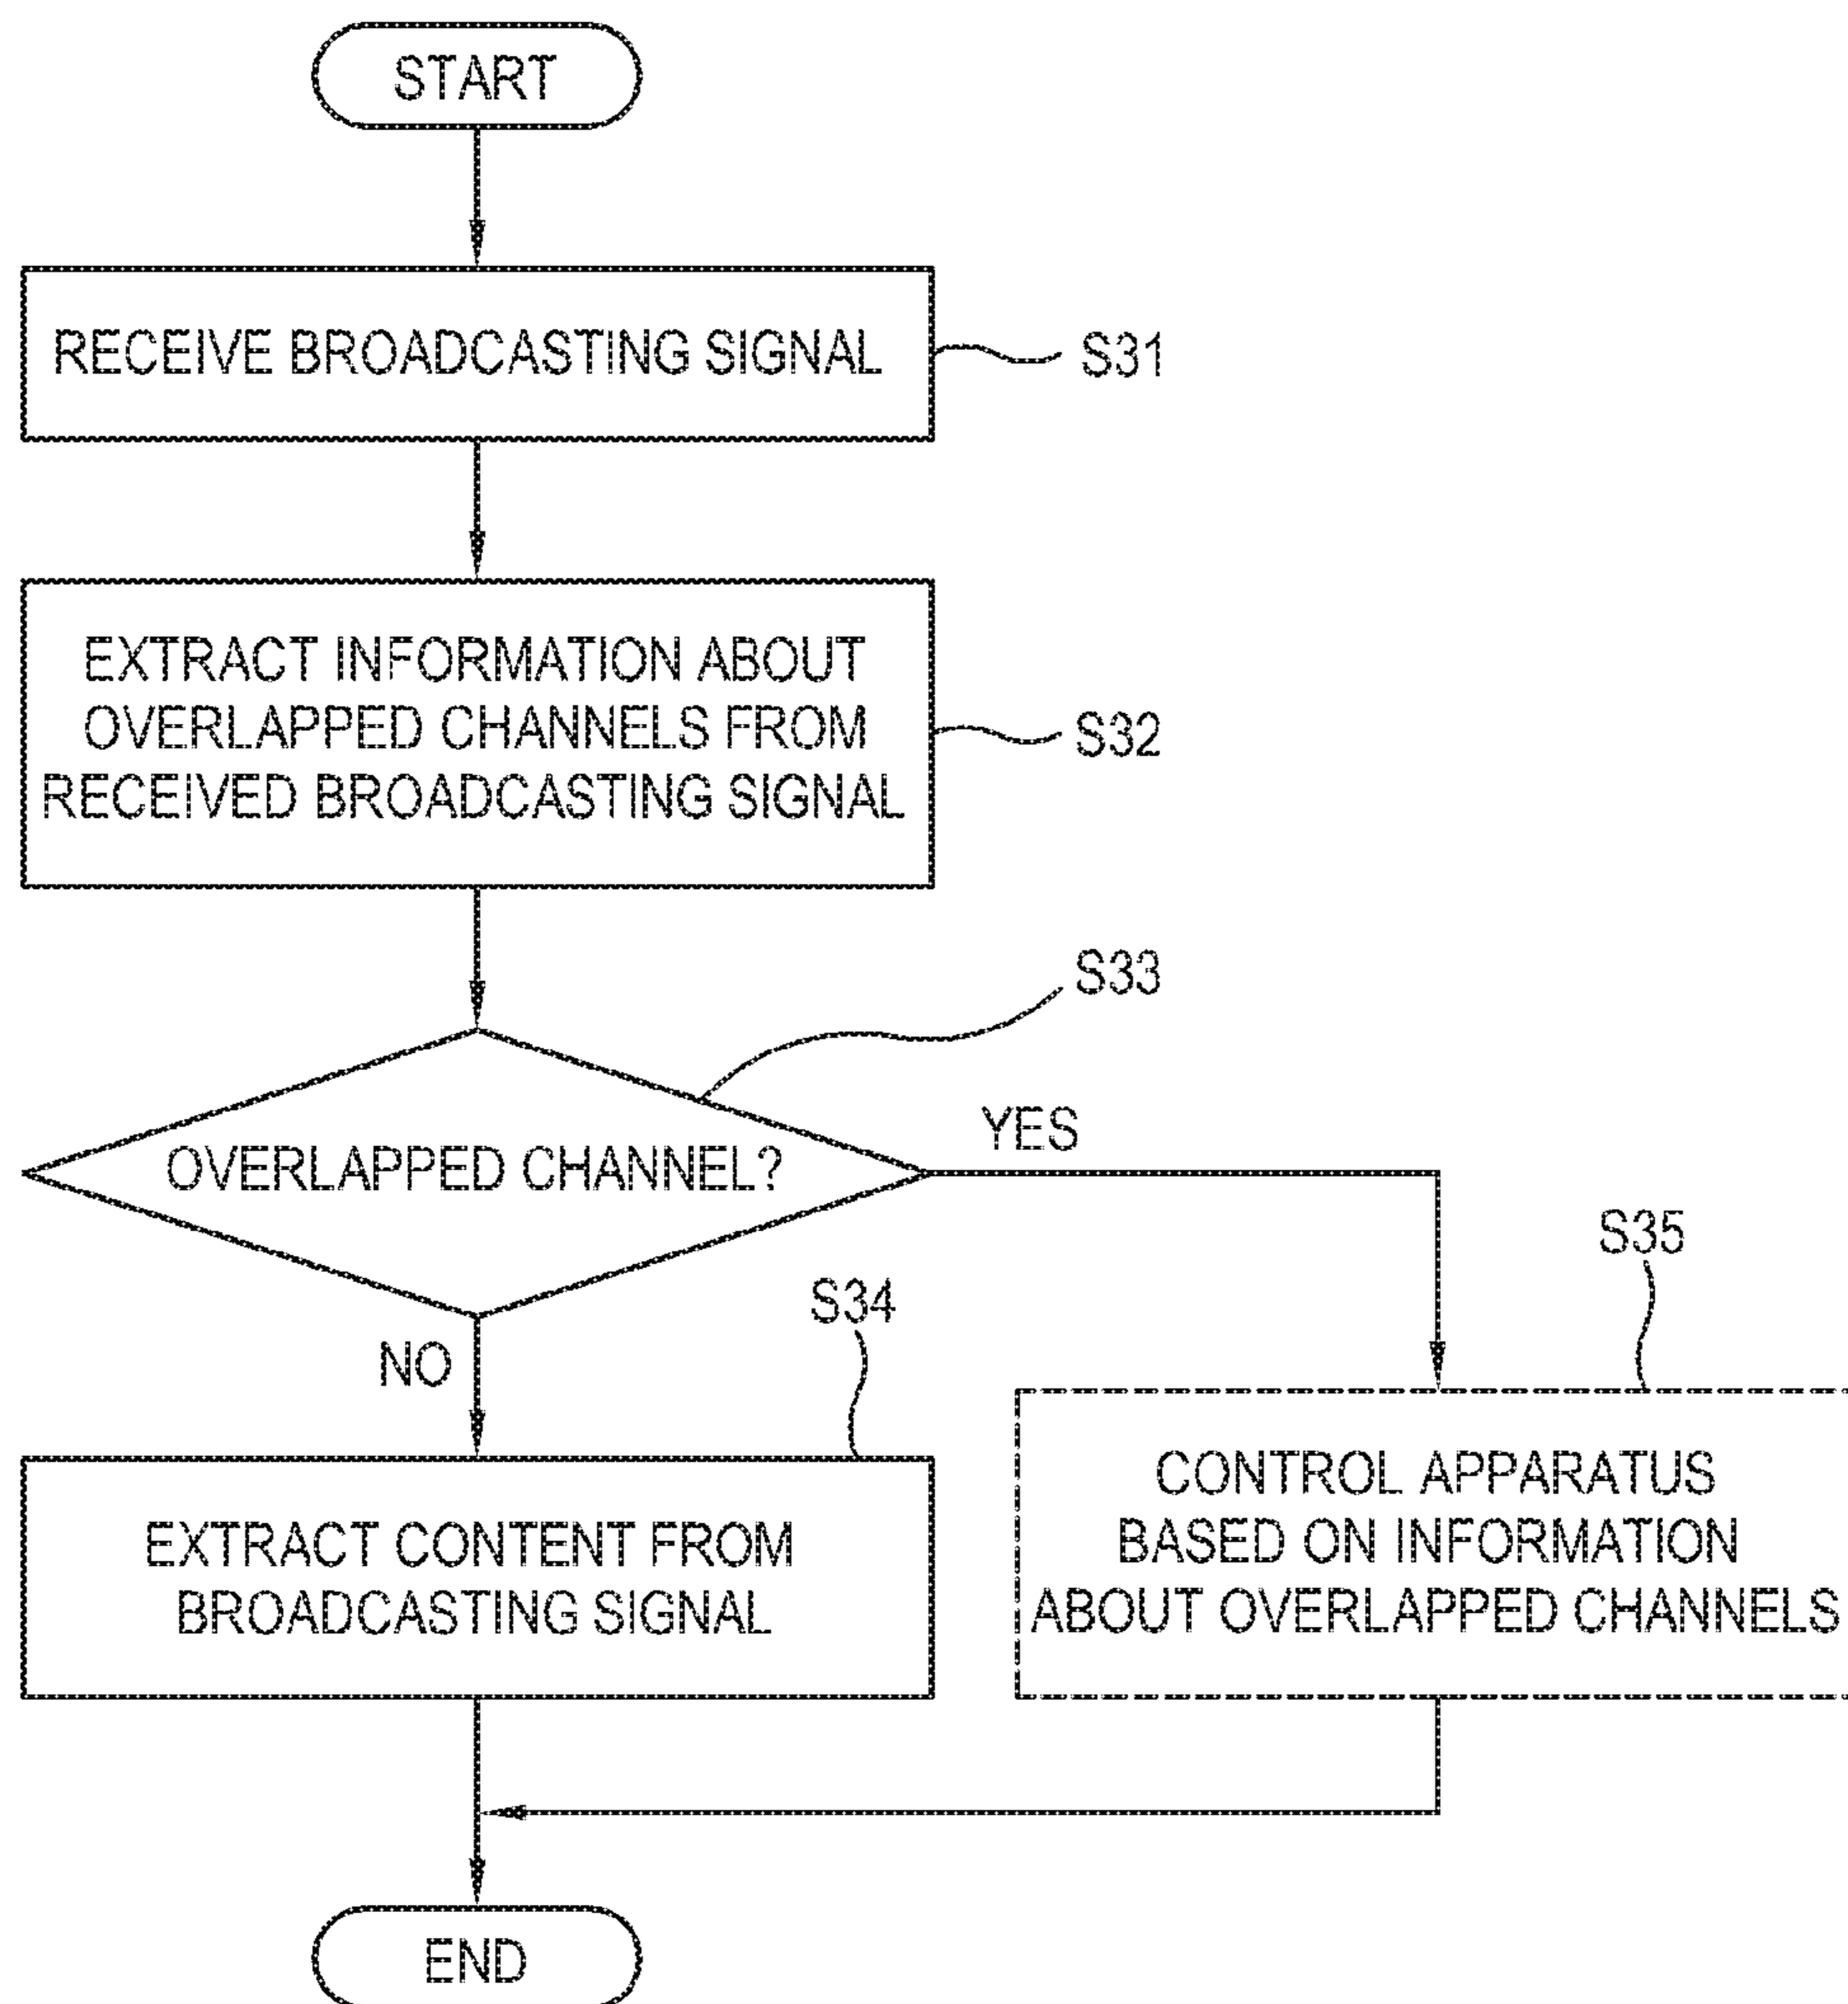 START
RECEIVE BROADCASTING SIGNAL
S31
EXTRACT INFORMATION ABOUT
OVERLAPPED CHANNELS FROM
RECEIVED BROADCASTING SIGNAL
S32
S33
OVERLAPPED CHANNEL?
YES
NO
S34
EXTRACT CONTENT FROM
BROADCASTING SIGNAL
S35
CONTROL APPARATUS
BASED ON INFORMATION
ABOUT OVERLAPPED CHANNELS
END